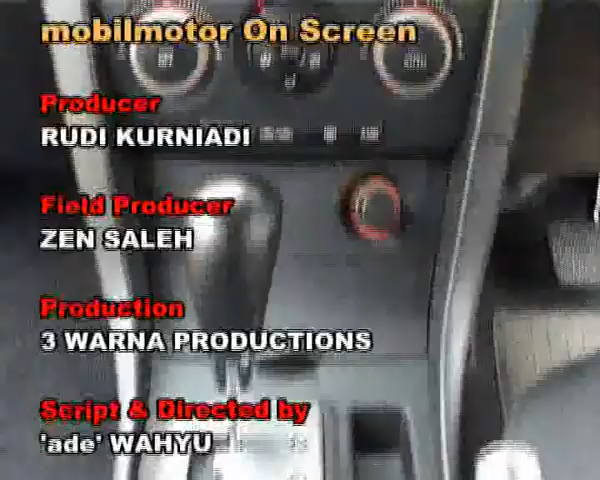 mobilmotor On Screen
Producer
RUDI KURNIADI
Field Producer
ZEN SALEH
Production
3 WARNA PRODUCTIONS
Script & Directed by
'ade' WAHYU